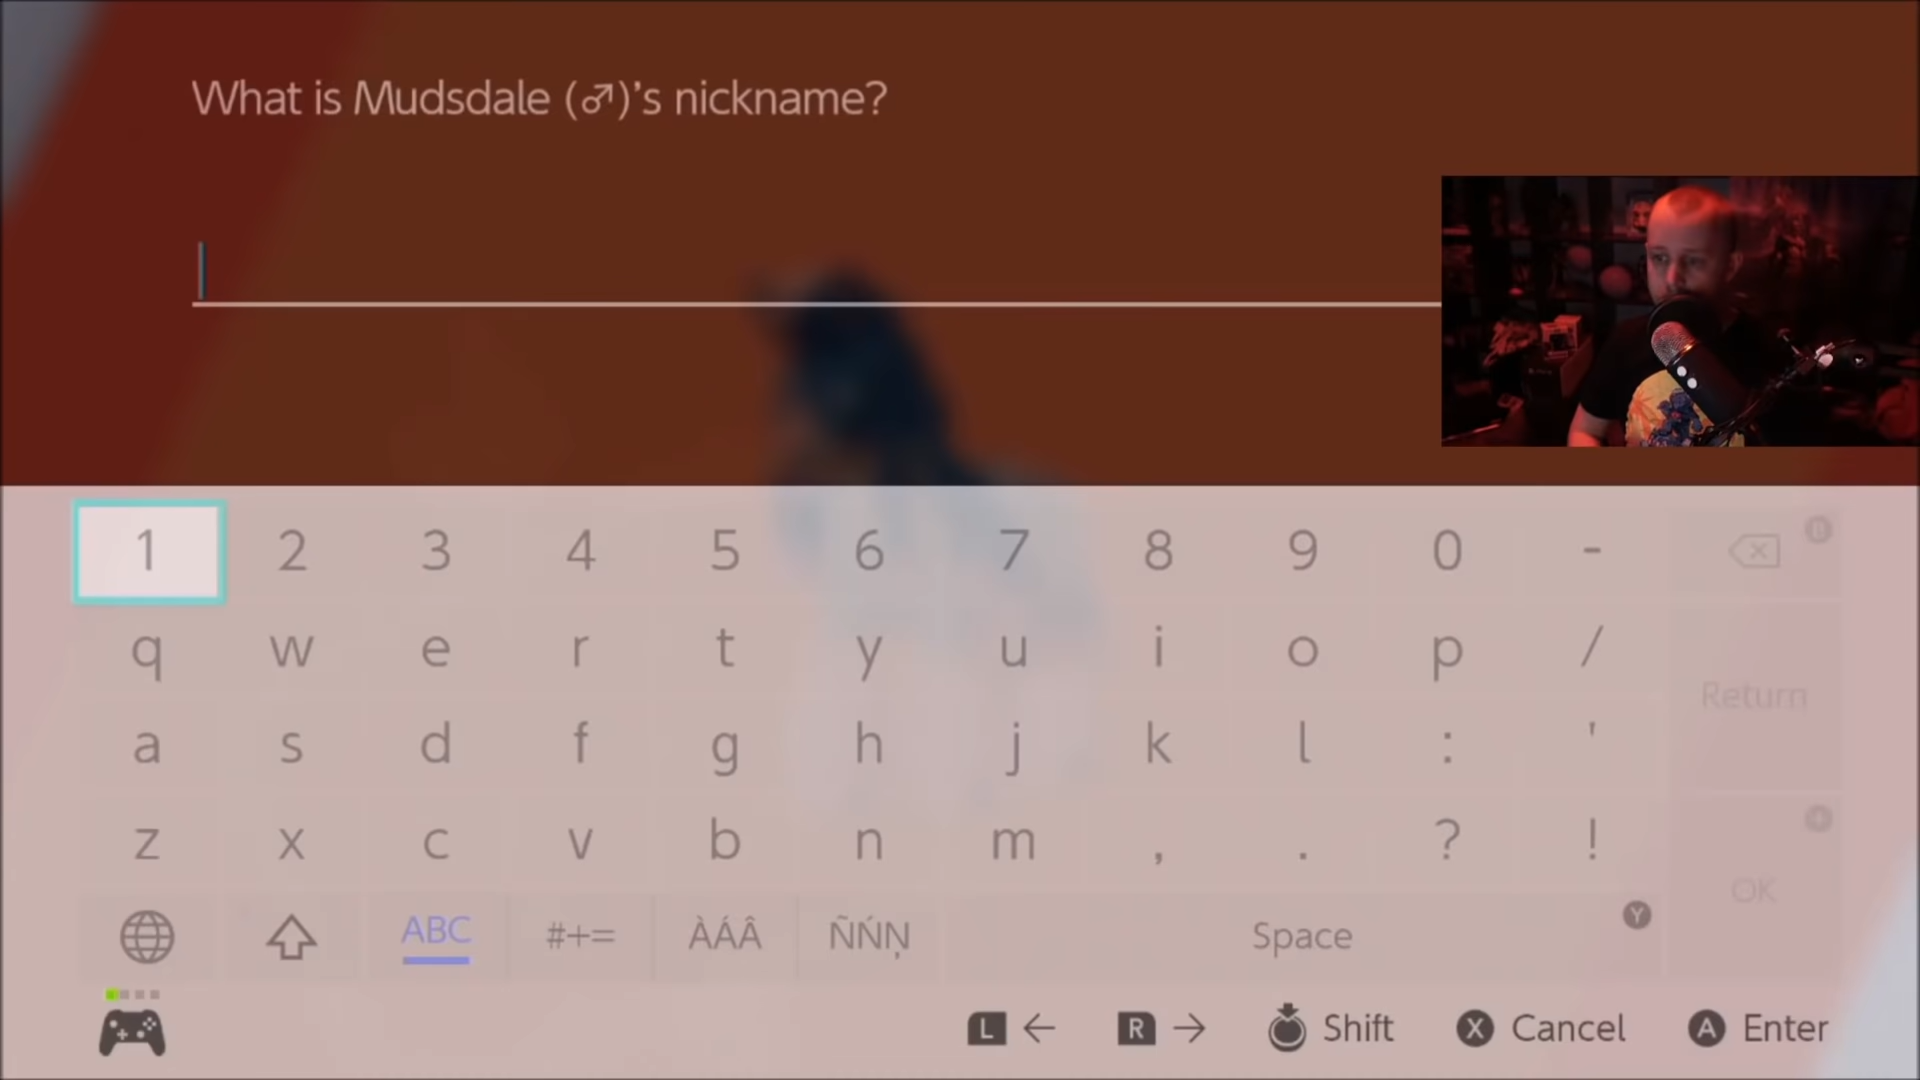 What is Mudsdale (♂)'s nickname?
1 2 3 4 5 6 7 8 9 0 - B
q w e r t y u i o p / Return
a s d f g h j k l : '
z x c v b n m , . ? ! +
OK
ABC #+= ÀÁÂ ÑŃŅ Space Y
L ← R → Shift X Cancel A Enter